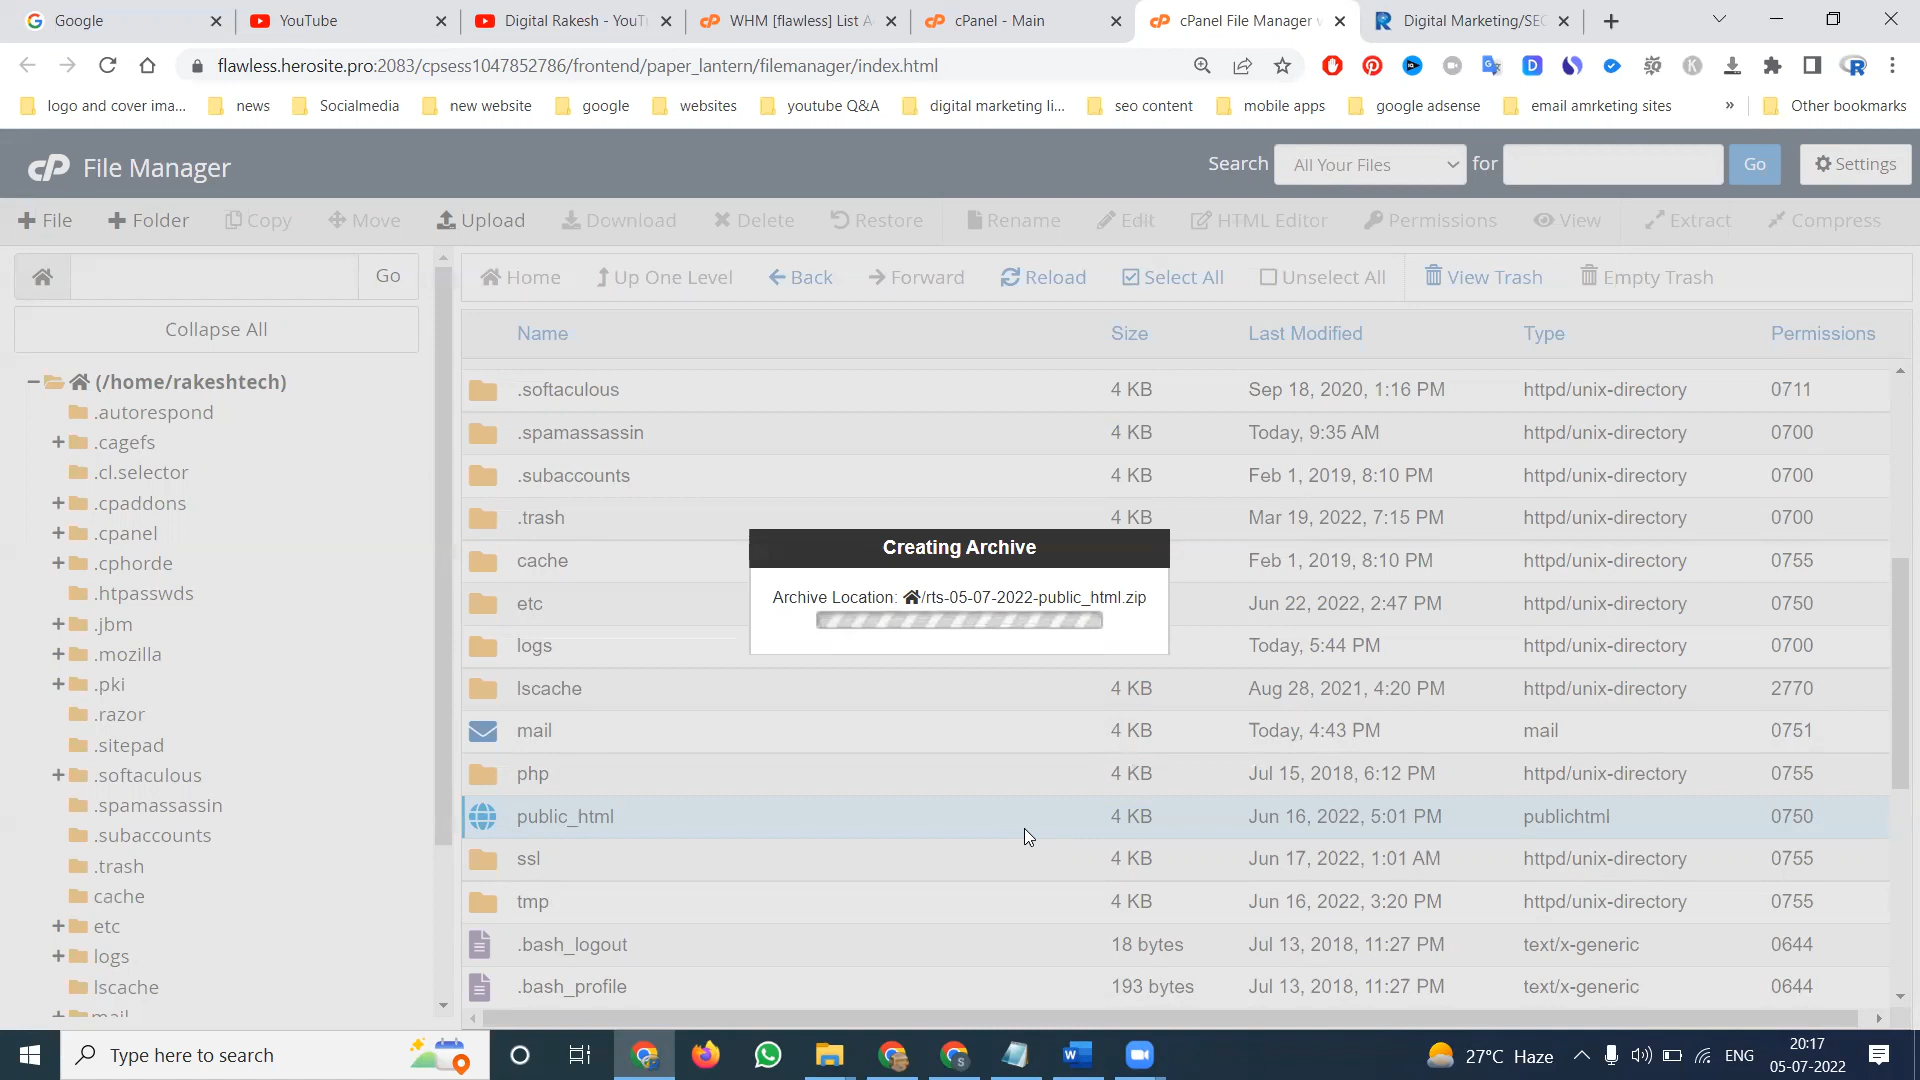 Google
YouTube
Digital Rakesh - YouT
WHM [flawless] List A
cPanel - Main
cPanel File Manager v
Digital Marketing/SEO
flawless.herosite.pro:2083/cpsess1047852786/frontend/paper_lantern/filemanager/index.html
logo and cover ima...
news
Socialmedia
new website
google
websites
youtube Q&A
digital marketing li...
seo content
mobile apps
google adsense
email amrketing sites
»
Other bookmarks
cP File Manager
Search
All Your Files
for
Go
Settings
File
Folder
Copy
Move
Upload
Download
Delete
Restore
Rename
Edit
HTML Editor
Permissions
View
Extract
Compress
Go
Home
Up One Level
Back
Forward
Reload
Select All
Unselect All
View Trash
Empty Trash
Collapse All
(/home/rakeshtech)
.autorespond
.cagefs
.cl.selector
.cpaddons
.cpanel
.cphorde
.htpasswds
.jbm
.mozilla
.pki
.razor
.sitepad
.softaculous
.spamassassin
.subaccounts
.trash
cache
etc
logs
lscache
mail
Name Size Last Modified Type Permissions
.softaculous 4 KB Sep 18, 2020, 1:16 PM httpd/unix-directory 0711
.spamassassin 4 KB Today, 9:35 AM httpd/unix-directory 0700
.subaccounts 4 KB Feb 1, 2019, 8:10 PM httpd/unix-directory 0700
.trash 4 KB Mar 19, 2022, 7:15 PM httpd/unix-directory 0700
cache Feb 1, 2019, 8:10 PM httpd/unix-directory 0755
etc Jun 22, 2022, 2:47 PM httpd/unix-directory 0750
logs Today, 5:44 PM httpd/unix-directory 0700
lscache 4 KB Aug 28, 2021, 4:20 PM httpd/unix-directory 2770
mail 4 KB Today, 4:43 PM mail 0751
php 4 KB Jul 15, 2018, 6:12 PM httpd/unix-directory 0755
public_html 4 KB Jun 16, 2022, 5:01 PM publichtml 0750
ssl 4 KB Jun 17, 2022, 1:01 AM httpd/unix-directory 0755
tmp 4 KB Jun 16, 2022, 3:20 PM httpd/unix-directory 0755
.bash_logout 18 bytes Jul 13, 2018, 11:27 PM text/x-generic 0644
.bash_profile 193 bytes Jul 13, 2018, 11:27 PM text/x-generic 0644
Creating Archive
Archive Location: /rts-05-07-2022-public_html.zip
Type here to search
27°C Haze
ENG
20:17
05-07-2022